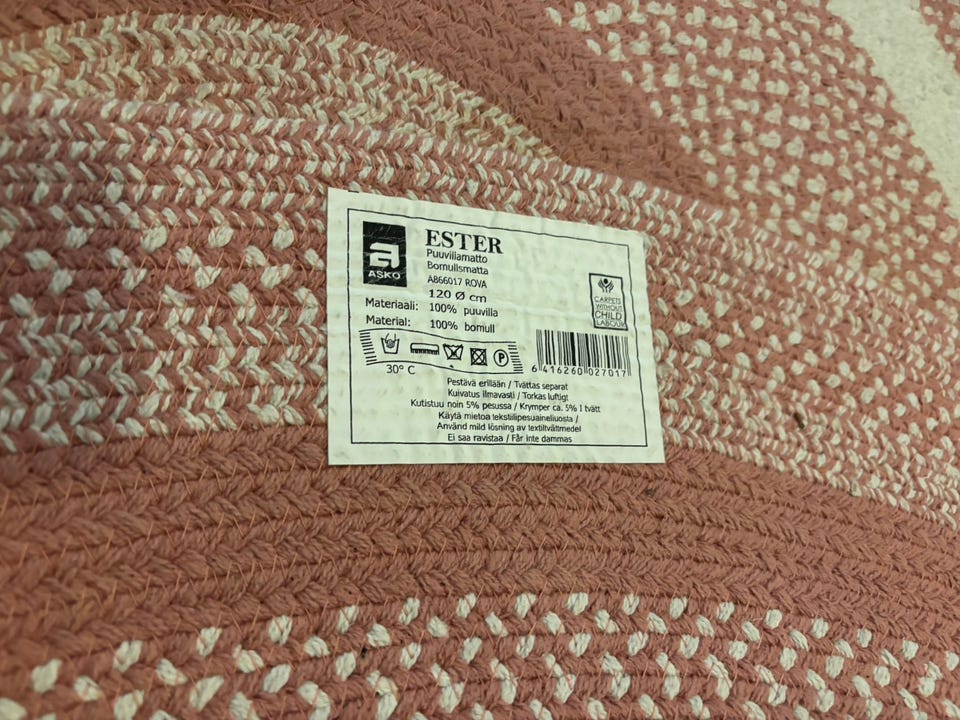 ASKO
ESTER
Puuvillamatto
Bomullsmatta
A866017 ROVA
120 Ø cm
Materiaali: 100% puuvilla
Material: 100% bomull
CARPETS
WITHOUT
CHILD
LABOUR
P
30° C
6 416260 027017
Pestävä erillään / Tvättas separat
Kuivatus ilmavasti / Torkas luftigt
Kutistuu noin 5% pesussa / Krymper ca. 5% I tvätt
Käytä mietoa tekstiilipesuaineliuosta /
Använd mild lösning av textiltvättmedel
Ei saa ravistaa / Får inte dammas